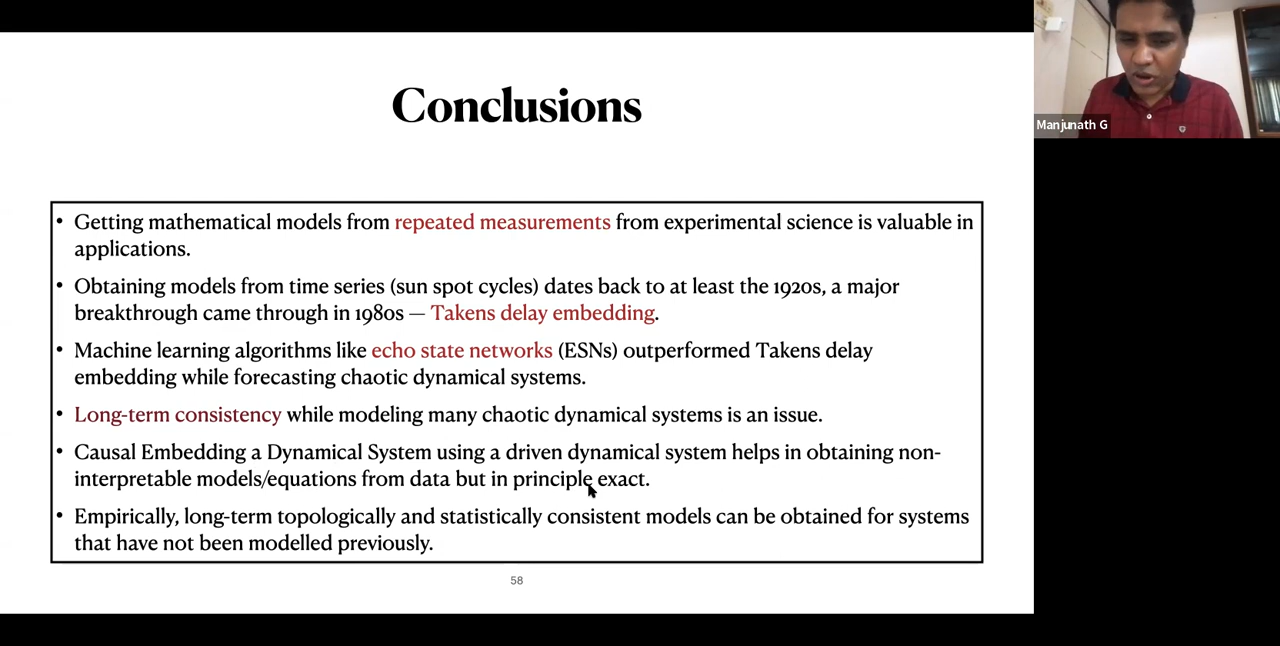 Conclusions
Manjunath G
• Getting mathematical models from repeated measurements from experimental science is valuable in
applications.
• Obtaining models from time series (sun spot cycles) dates back to at least the 1920s, a major
breakthrough came through in 1980s — Takens delay embedding.
• Machine learning algorithms like echo state networks (ESNs) outperformed Takens delay
embedding while forecasting chaotic dynamical systems.
• Long-term consistency while modeling many chaotic dynamical systems is an issue.
• Causal Embedding a Dynamical System using a driven dynamical system helps in obtaining non-
interpretable models/equations from data but in principle exact.
• Empirically, long-term topologically and statistically consistent models can be obtained for systems
that have not been modelled previously.
58